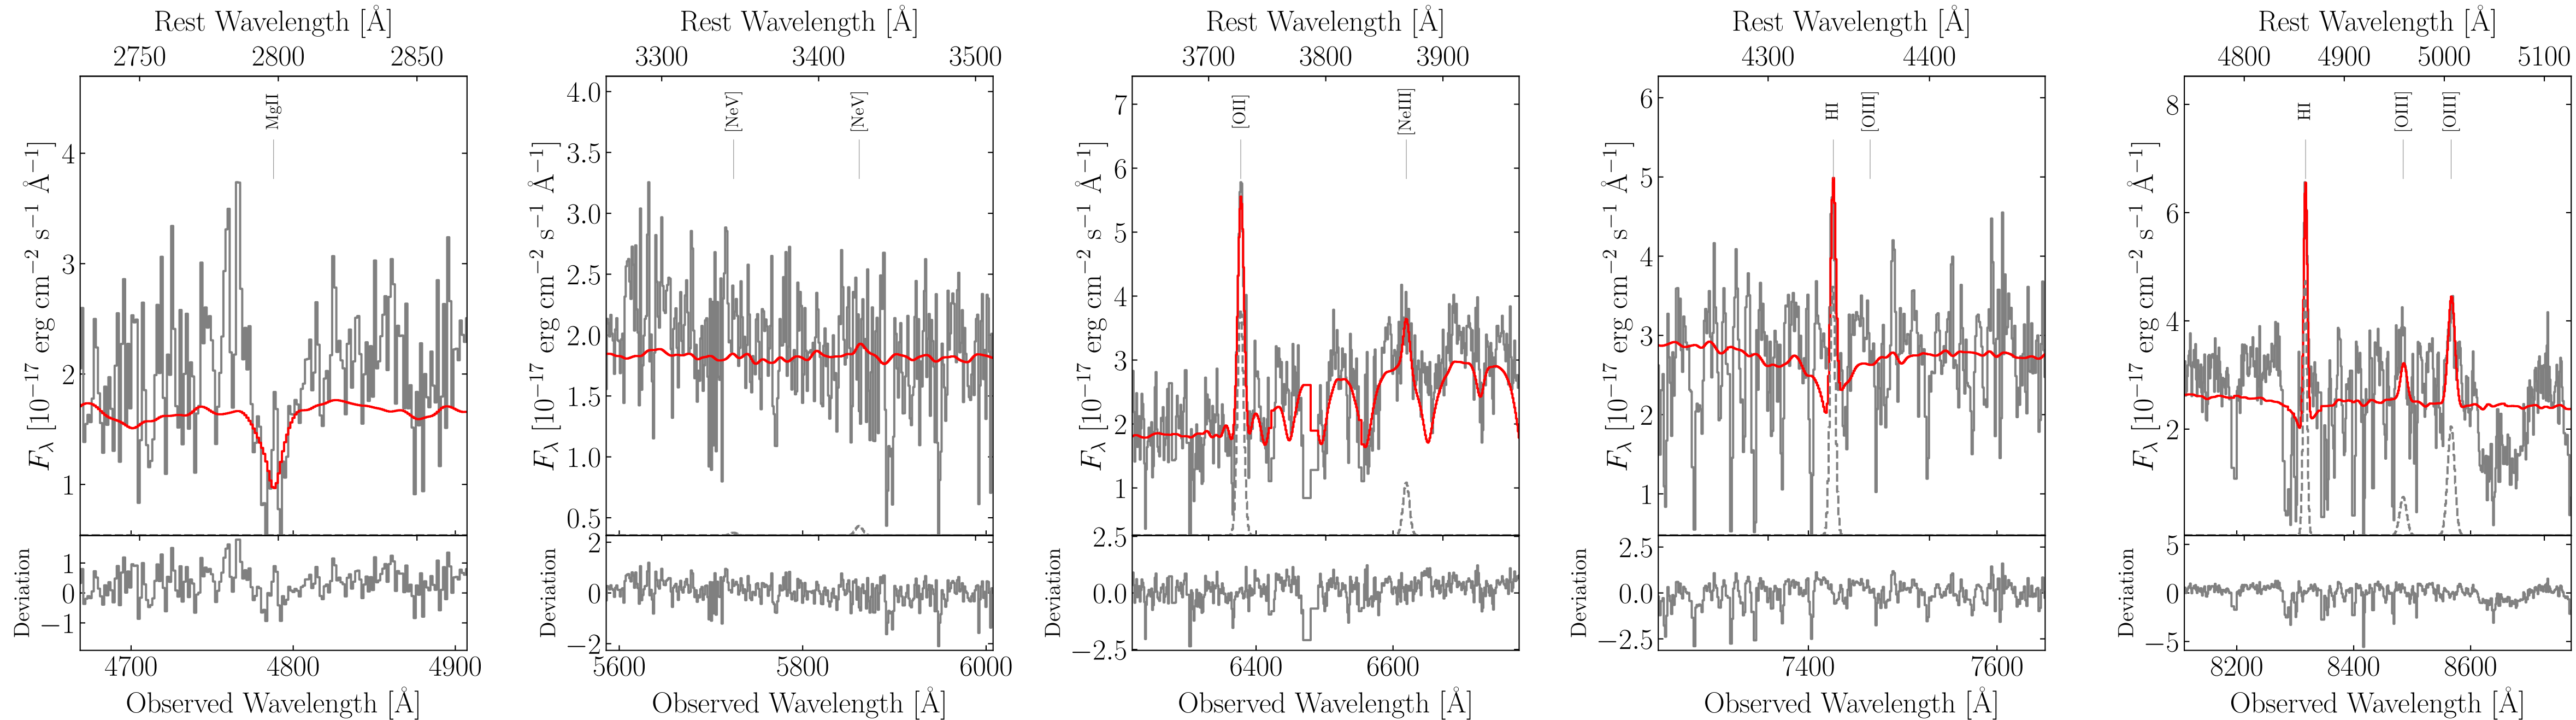 Rest Wavelength [Å]
2750 2800 2850
MgII
F_λ [10⁻¹⁷ erg cm⁻² s⁻¹ Å⁻¹]
4
3
2
1
Deviation
1
0
−1
4700 4800 4900
Observed Wavelength [Å]
Rest Wavelength [Å]
3300 3400 3500
[NeV] [NeV]
F_λ [10⁻¹⁷ erg cm⁻² s⁻¹ Å⁻¹]
4.0
3.5
3.0
2.5
2.0
1.5
1.0
0.5
Deviation
2
0
−2
5600 5800 6000
Observed Wavelength [Å]
Rest Wavelength [Å]
3700 3800 3900
[OII] [NeIII]
F_λ [10⁻¹⁷ erg cm⁻² s⁻¹ Å⁻¹]
7
6
5
4
3
2
1
Deviation
2.5
0.0
−2.5
6400 6600
Observed Wavelength [Å]
Rest Wavelength [Å]
4300 4400
HI [OIII]
F_λ [10⁻¹⁷ erg cm⁻² s⁻¹ Å⁻¹]
6
5
4
3
2
1
Deviation
2.5
0.0
−2.5
7400 7600
Observed Wavelength [Å]
Rest Wavelength [Å]
4800 4900 5000 5100
HI [OIII] [OIII]
F_λ [10⁻¹⁷ erg cm⁻² s⁻¹ Å⁻¹]
8
6
4
2
Deviation
5
0
−5
8200 8400 8600
Observed Wavelength [Å]